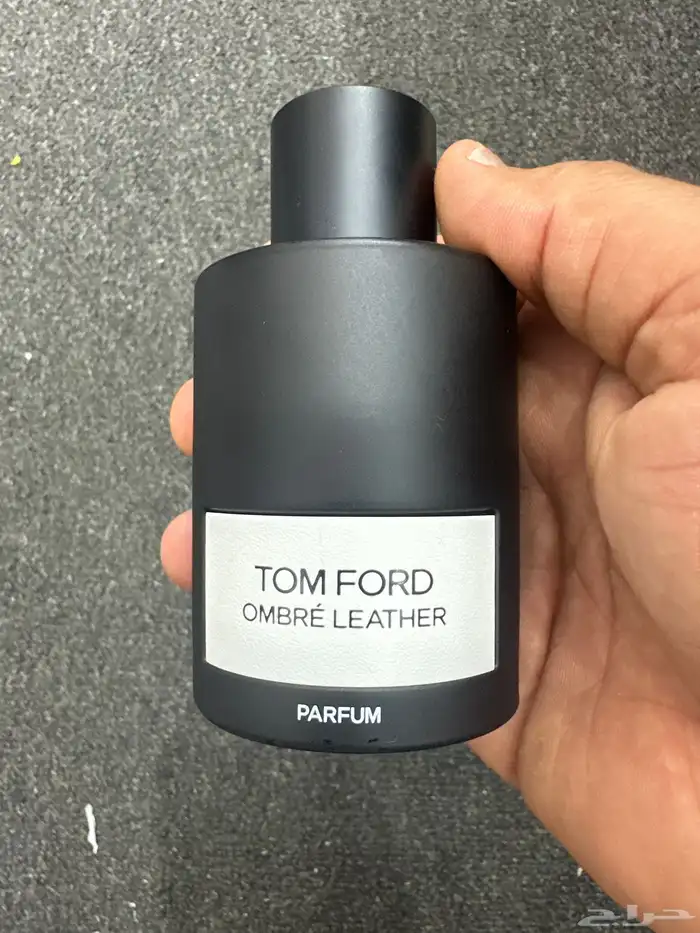 TOM FORD
OMBRÉ LEATHER
PARFUM
حراج